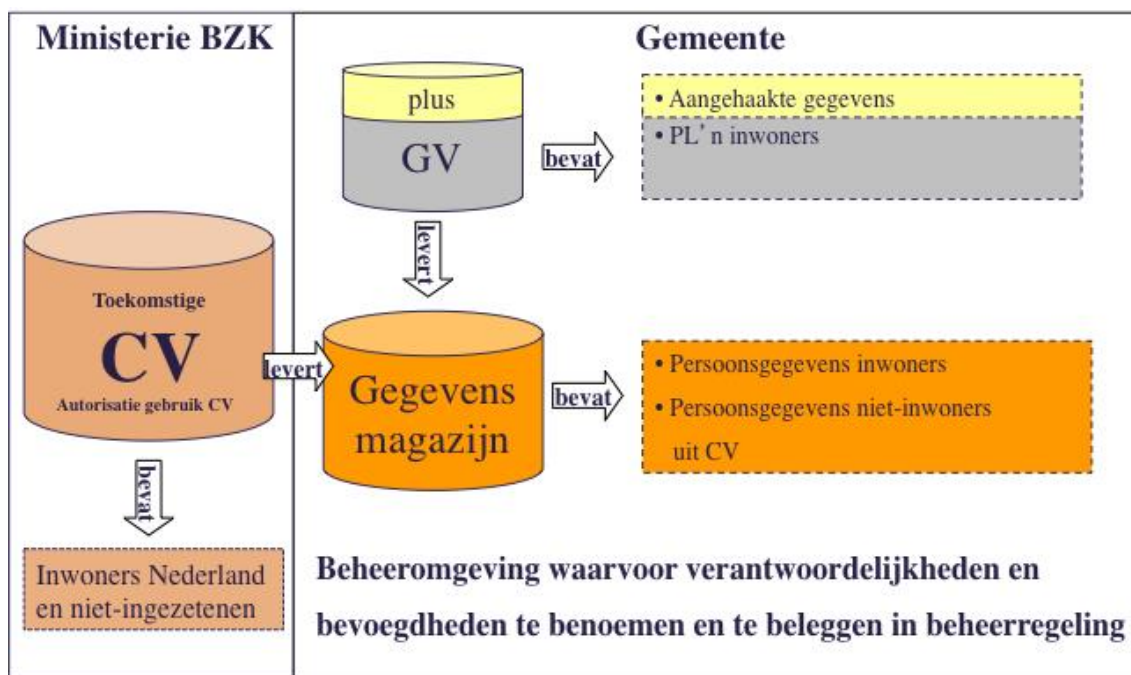 Ministerie BZK
Gemeente
plus
GV
bevat
• Aangehaakte gegevens
• PL'n inwoners
levert
Toekomstige
CV
Autorisatie gebruik CV
levert
Gegevens
magazijn
bevat
• Persoonsgegevens inwoners
• Persoonsgegevens niet-inwoners
uit CV
bevat
Inwoners Nederland
en niet-ingezetenen
Beheeromgeving waarvoor verantwoordelijkheden en
bevoegdheden te benoemen en te beleggen in beheerregeling